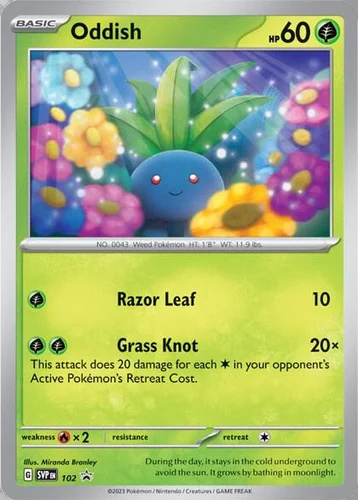 BASIC
Oddish
HP60
NO. 0043 Weed Pokémon HT: 1'8" WT: 11.9 lbs.
Razor Leaf 10
Grass Knot 20×
This attack does 20 damage for each in your opponent's
Active Pokémon's Retreat Cost.
weakness ×2 resistance retreat
Illus. Miranda Branley
G SVP EN 102
During the day, it stays in the cold underground to
avoid the sun. It grows by bathing in moonlight.
©2023 Pokémon / Nintendo / Creatures / GAME FREAK